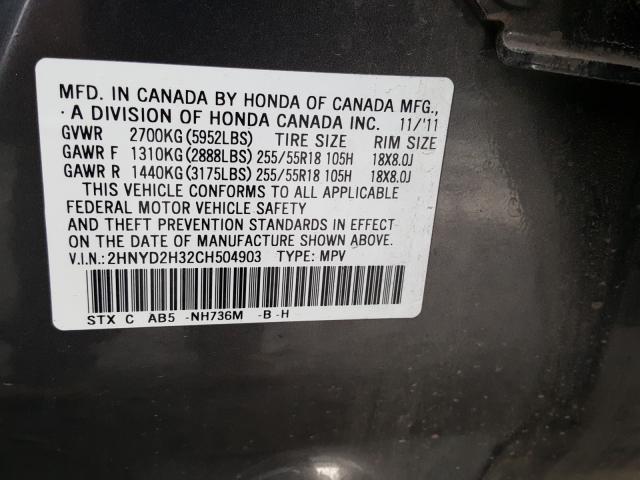 MFD. IN CANADA BY HONDA OF CANADA MFG.,
·A DIVISION OF HONDA CANADA INC. 11/'11
GVWR 2700KG(5952LBS) TIRE SIZE RIM SIZE
GAWR F 1310KG(2888LBS) 255/55R18 105H 18X8.0J
GAWR R 1440KG(3175LBS) 255/55R18 105H 18X8.0J
THIS VEHICLE CONFORMS TO ALL APPLICABLE
FEDERAL MOTOR VEHICLE SAFETY
AND THEFT PREVENTION STANDARDS IN EFFECT
ON THE DATE OF MANUFACTURE SHOWN ABOVE.
V.I.N.:2HNYD2H32CH504903 TYPE: MPV
STX C AB5 -NH736M -B -H